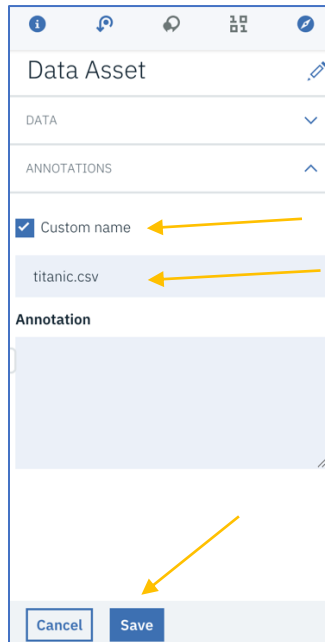 Data Asset
DATA
ANNOTATIONS
Custom name
titanic.csv
Annotation
Cancel Save